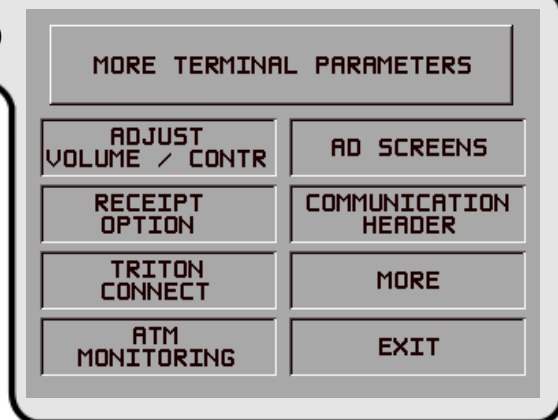 MORE TERMINAL PARAMETERS
ADJUST
VOLUME / CONTR
AD SCREENS
RECEIPT
OPTION
COMMUNICATION
HEADER
TRITON
CONNECT
MORE
ATM
MONITORING
EXIT